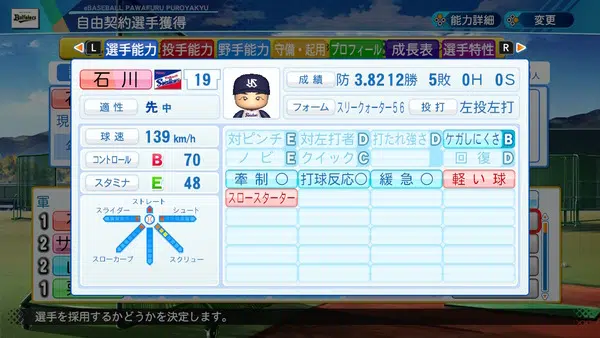 eBASEBALL PAWAFURU PUROYAKYU
自由契約選手獲得
能力詳細 変更
L 選手能力 投手能力 野手能力 守備・起用 プロフィール 成長表 選手特性 R
石川 19
適性 先 中
成績 防 3.82 12勝 5敗 0H 0S
フォーム スリークォーター56 投打 左投左打
球速 139 km/h
コントロール B 70
スタミナ E 48
ストレート
スライダー シュート
スローカーブ スクリュー
対ピンチ E 対左打者 D 打たれ強さ D ケガしにくさ B
ノビ E クイック C 回復 D
牽制○ 打球反応○ 緩急○ 軽い球
スロースターター
選手を採用するかどうかを決定します。